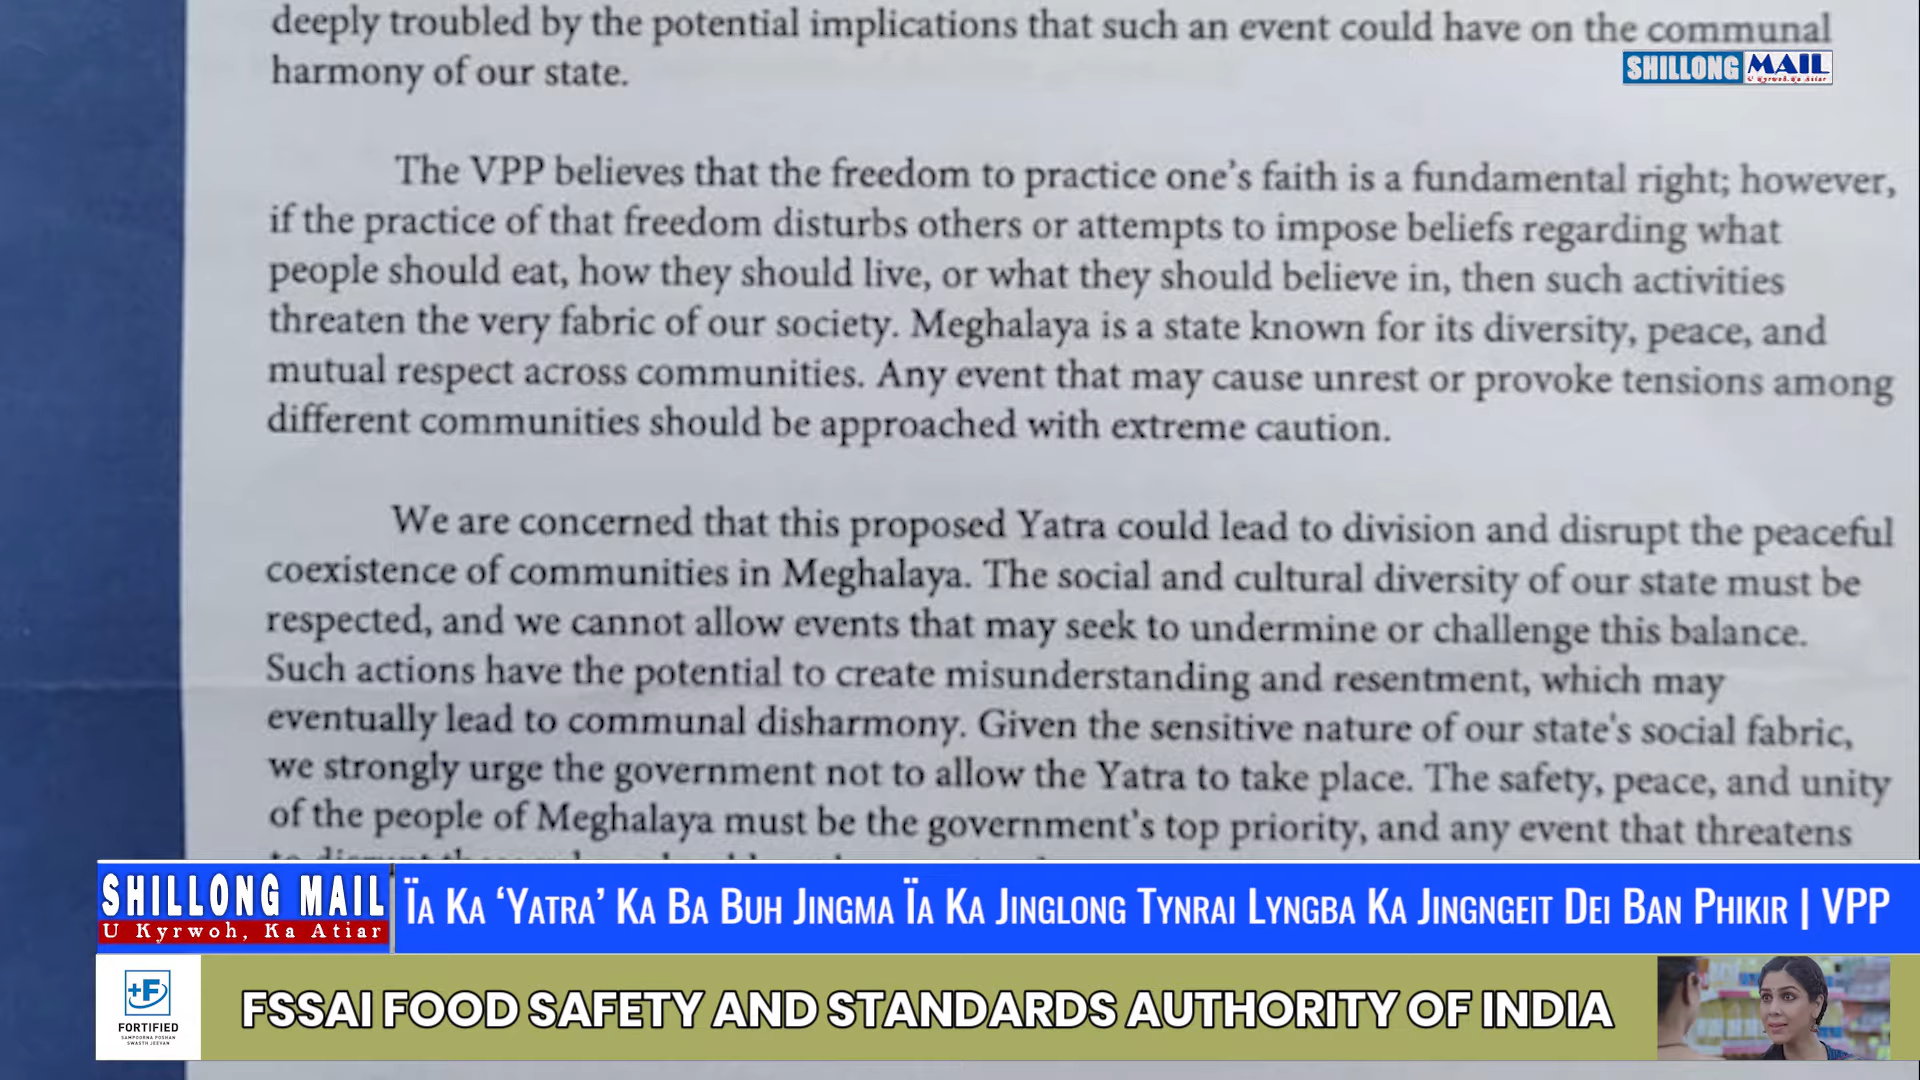 deeply troubled by the potential implications that such an event could have on the communal
harmony of our state.
SHILLONG MAIL
U Kyrwoh, Ka Atiar
The VPP believes that the freedom to practice one's faith is a fundamental right; however,
if the practice of that freedom disturbs others or attempts to impose beliefs regarding what
people should eat, how they should live, or what they should believe in, then such activities
threaten the very fabric of our society. Meghalaya is a state known for its diversity, peace, and
mutual respect across communities. Any event that may cause unrest or provoke tensions among
different communities should be approached with extreme caution.
We are concerned that this proposed Yatra could lead to division and disrupt the peaceful
coexistence of communities in Meghalaya. The social and cultural diversity of our state must be
respected, and we cannot allow events that may seek to undermine or challenge this balance.
Such actions have the potential to create misunderstanding and resentment, which may
eventually lead to communal disharmony. Given the sensitive nature of our state's social fabric,
we strongly urge the government not to allow the Yatra to take place. The safety, peace, and unity
of the people of Meghalaya must be the government's top priority, and any event that threatens
SHILLONG MAIL
U Kyrwoh, Ka Atiar
Ïa Ka ‘Yatra’ Ka Ba Buh Jingma Ïa Ka Jinglong Tynrai Lyngba Ka Jingngeit Dei Ban Phikir | VPP
+F
FORTIFIED
SAMPOORNA POSHAN
SWASTH JEEVAN
FSSAI FOOD SAFETY AND STANDARDS AUTHORITY OF INDIA